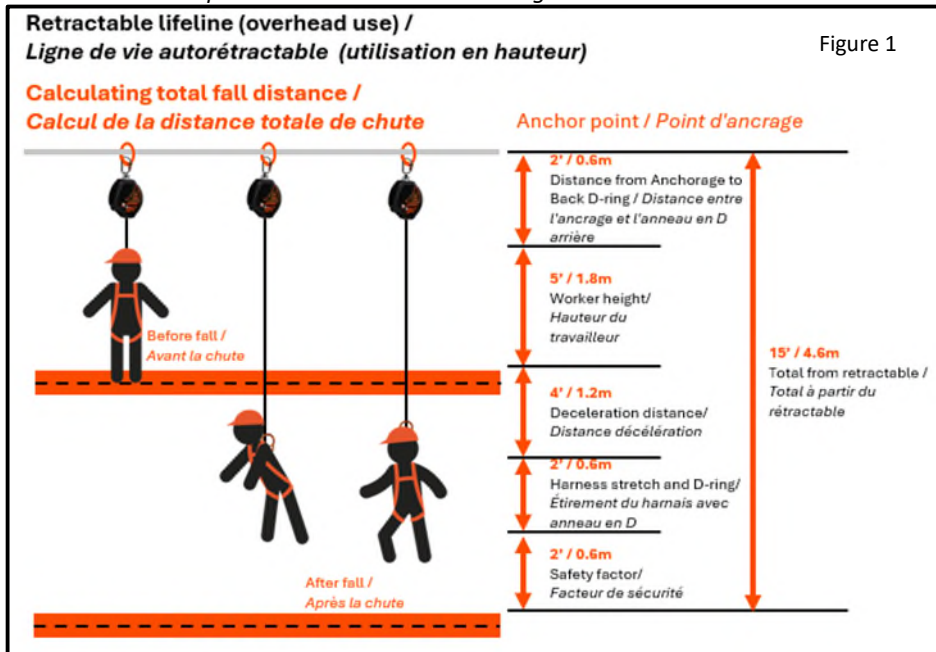 Retractable lifeline (overhead use) /
Ligne de vie autorétractable (utilisation en hauteur)
Figure 1
Calculating total fall distance /
Calcul de la distance totale de chute
Anchor point / Point d'ancrage
2' / 0.6m
Distance from Anchorage to
Back D-ring / Distance entre
l'ancrage et l'anneau en D
arrière
5' / 1.8m
Worker height/
Hauteur du
travailleur
Before fall /
Avant la chute
15' / 4.6m
Total from retractable /
Total à partir du
rétractable
4' / 1.2m
Deceleration distance/
Distance décélération
2' / 0.6m
Harness stretch and D-ring/
Étirement du harnais avec
anneau en D
2' / 0.6m
Safety factor/
Facteur de sécurité
After fall /
Après la chute